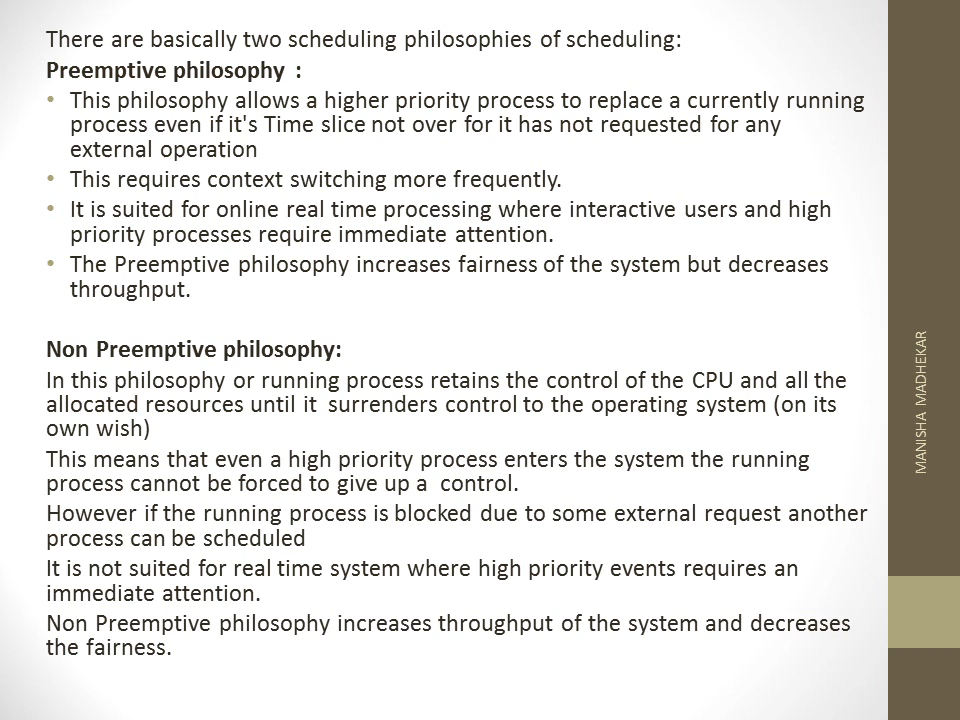 There are basically two scheduling philosophies of scheduling:
Preemptive philosophy :
• This philosophy allows a higher priority process to replace a currently running
process even if it's Time slice not over for it has not requested for any
external operation
• This requires context switching more frequently.
• It is suited for online real time processing where interactive users and high
priority processes require immediate attention.
• The Preemptive philosophy increases fairness of the system but decreases
throughput.
Non Preemptive philosophy:
In this philosophy or running process retains the control of the CPU and all the
allocated resources until it surrenders control to the operating system (on its
own wish)
This means that even a high priority process enters the system the running
process cannot be forced to give up a control.
However if the running process is blocked due to some external request another
process can be scheduled
It is not suited for real time system where high priority events requires an
immediate attention.
Non Preemptive philosophy increases throughput of the system and decreases
the fairness.
MANISHA MADHEKAR